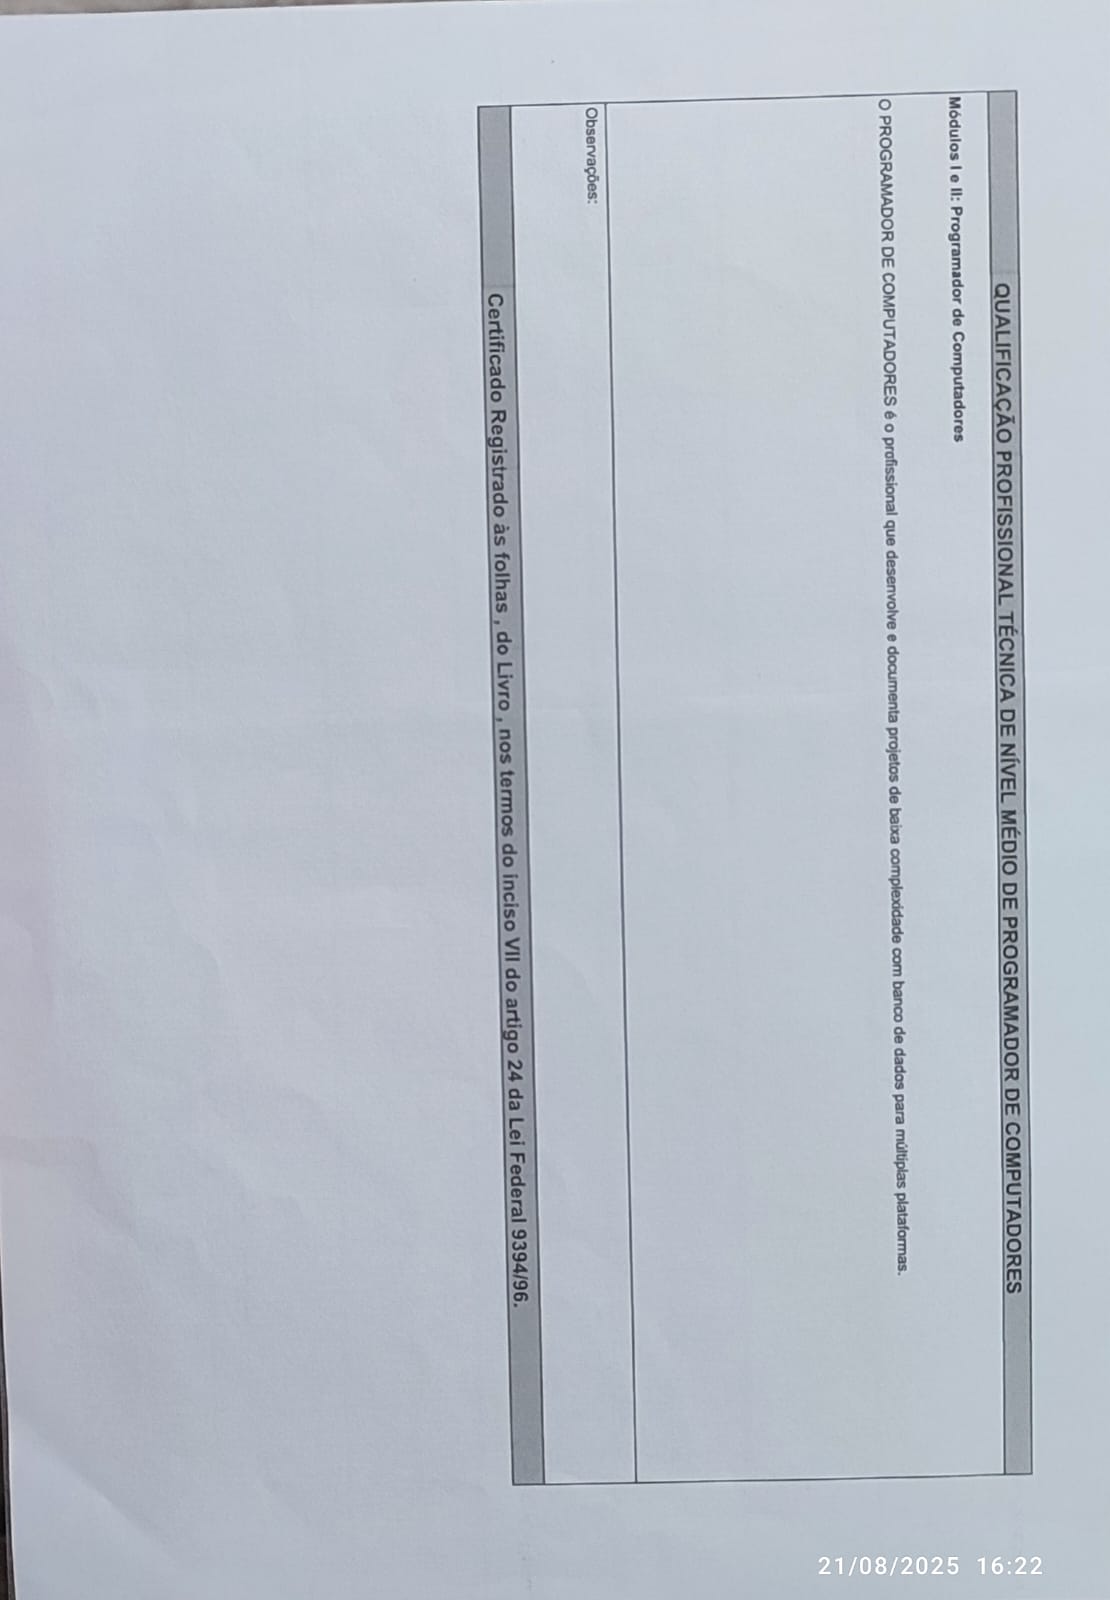 QUALIFICAÇÃO PROFISSIONAL TÉCNICA DE NÍVEL MÉDIO DE PROGRAMADOR DE COMPUTADORES
Módulos I e II: Programador de Computadores
O PROGRAMADOR DE COMPUTADORES é o profissional que desenvolve e documenta projetos de baixa complexidade com banco de dados para múltiplas plataformas.
Observações:
Certificado Registrado às folhas , do Livro , nos termos do inciso VII do artigo 24 da Lei Federal 9394/96.
21/08/2025 16:22